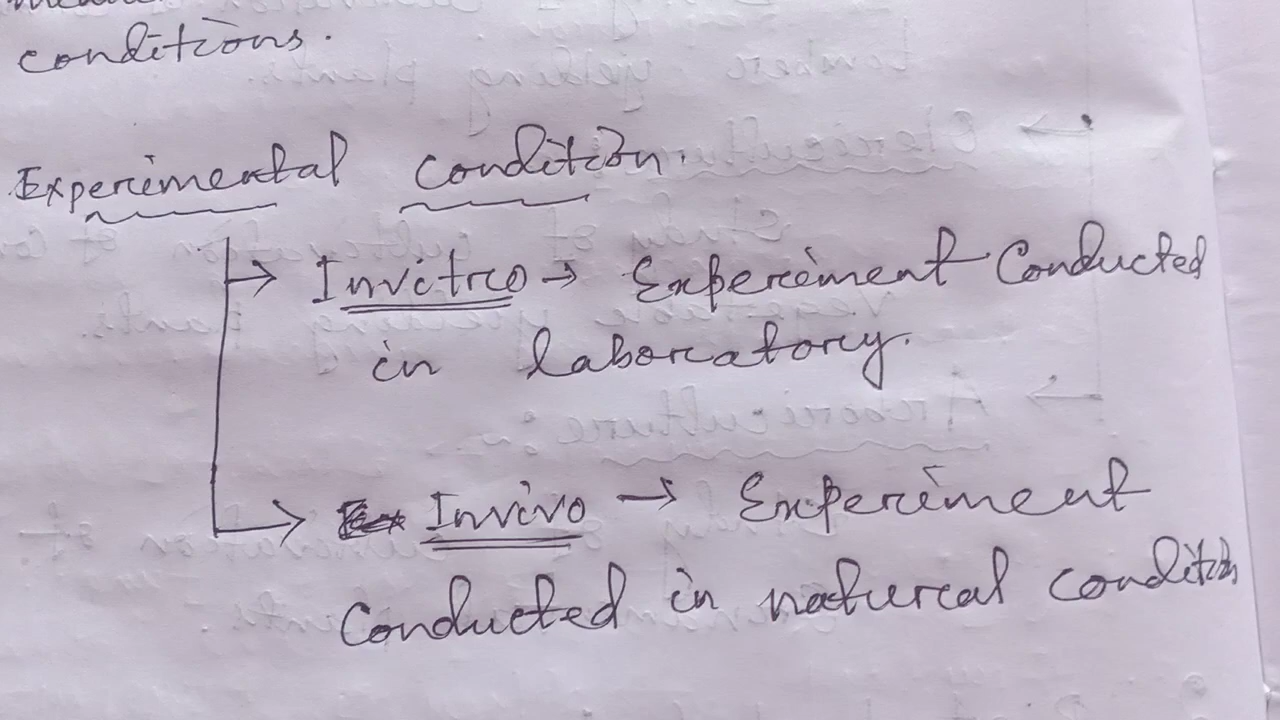 conditions.
Experimental condition.
→ Invitro → Experiment Conducted
in laboratory.
→ Invivo → Experiment
Conducted in natural condition